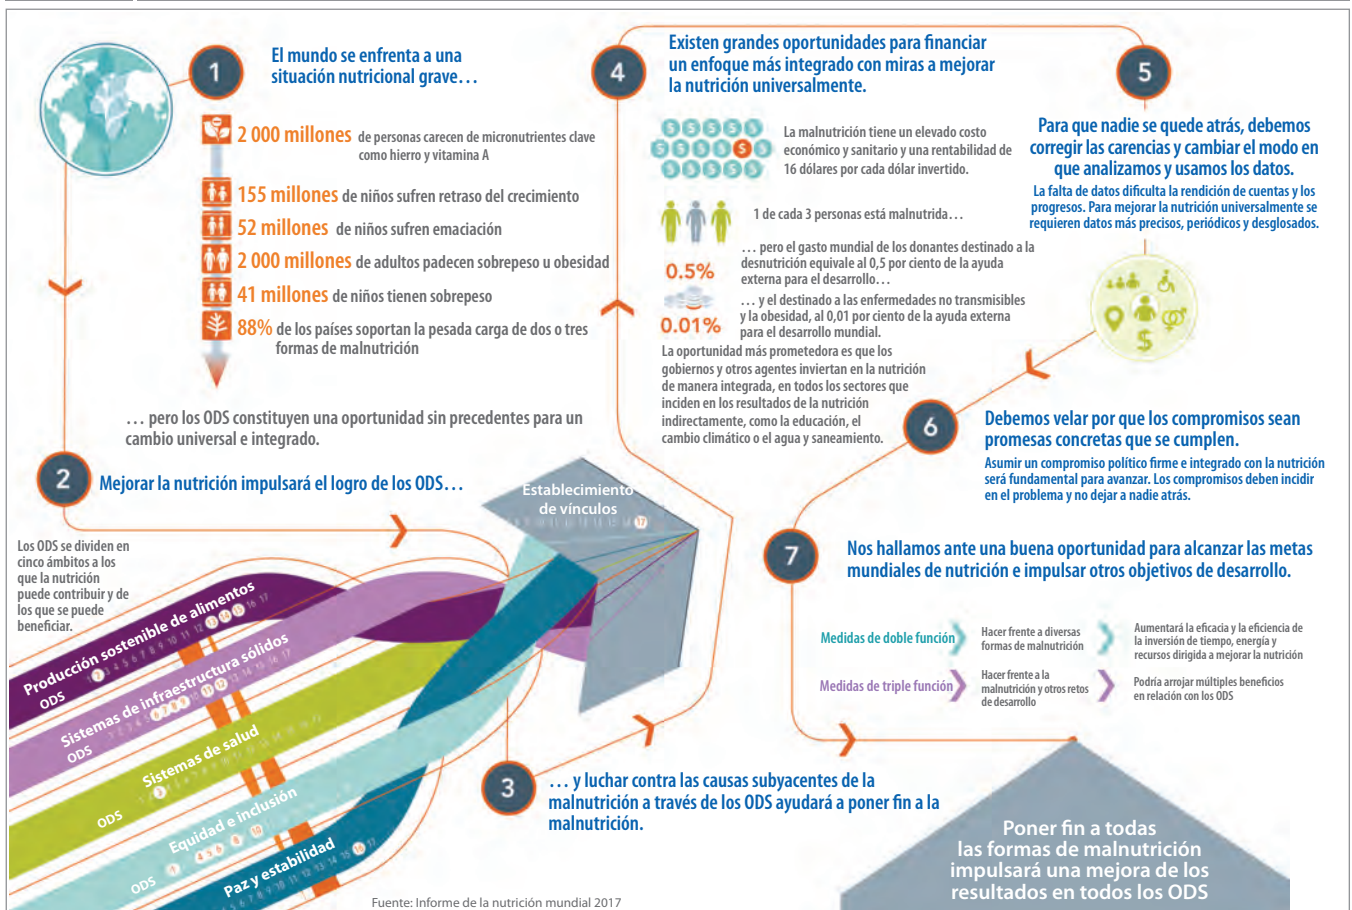 1
El mundo se enfrenta a una
situación nutricional grave…
2 000 millones de personas carecen de micronutrientes clave
como hierro y vitamina A
155 millones de niños sufren retraso del crecimiento
52 millones de niños sufren emaciación
2 000 millones de adultos padecen sobrepeso u obesidad
41 millones de niños tienen sobrepeso
88% de los países soportan la pesada carga de dos o tres
formas de malnutrición
… pero los ODS constituyen una oportunidad sin precedentes para un
cambio universal e integrado.
2
Mejorar la nutrición impulsará el logro de los ODS…
Los ODS se dividen en
cinco ámbitos a los
que la nutrición
puede contribuir y de
los que se puede
beneficiar.
Producción sostenible de alimentos
ODS
Sistemas de infraestructura sólidos
ODS
Sistemas de salud
ODS
Equidad e inclusión
ODS
Paz y estabilidad
Establecimiento
de vínculos
17
3
… y luchar contra las causas subyacentes de la
malnutrición a través de los ODS ayudará a poner fin a la
malnutrición.
4
Existen grandes oportunidades para financiar
un enfoque más integrado con miras a mejorar
la nutrición universalmente.
La malnutrición tiene un elevado costo
económico y sanitario y una rentabilidad de
16 dólares por cada dólar invertido.
1 de cada 3 personas está malnutrida…
… pero el gasto mundial de los donantes destinado a la
desnutrición equivale al 0,5 por ciento de la ayuda
externa para el desarrollo…
0.5%
… y el destinado a las enfermedades no transmisibles
y la obesidad, al 0,01 por ciento de la ayuda externa
para el desarrollo mundial.
0.01%
La oportunidad más prometedora es que los
gobiernos y otros agentes inviertan en la nutrición
de manera integrada, en todos los sectores que
inciden en los resultados de la nutrición
indirectamente, como la educación, el
cambio climático o el agua y saneamiento.
5
Para que nadie se quede atrás, debemos
corregir las carencias y cambiar el modo en
que analizamos y usamos los datos.
La falta de datos dificulta la rendición de cuentas y los
progresos. Para mejorar la nutrición universalmente se
requieren datos más precisos, periódicos y desglosados.
$
6
Debemos velar por que los compromisos sean
promesas concretas que se cumplen.
Asumir un compromiso político firme e integrado con la nutrición
será fundamental para avanzar. Los compromisos deben incidir
en el problema y no dejar a nadie atrás.
7
Nos hallamos ante una buena oportunidad para alcanzar las metas
mundiales de nutrición e impulsar otros objetivos de desarrollo.
Medidas de doble función
Hacer frente a diversas
formas de malnutrición
Aumentará la eficacia y la eficiencia de
la inversión de tiempo, energía y
recursos dirigida a mejorar la nutrición
Medidas de triple función
Hacer frente a la
malnutrición y otros retos
de desarrollo
Podría arrojar múltiples beneficios
en relación con los ODS
Poner fin a todas
las formas de malnutrición
impulsará una mejora de los
resultados en todos los ODS
Fuente: Informe de la nutrición mundial 2017